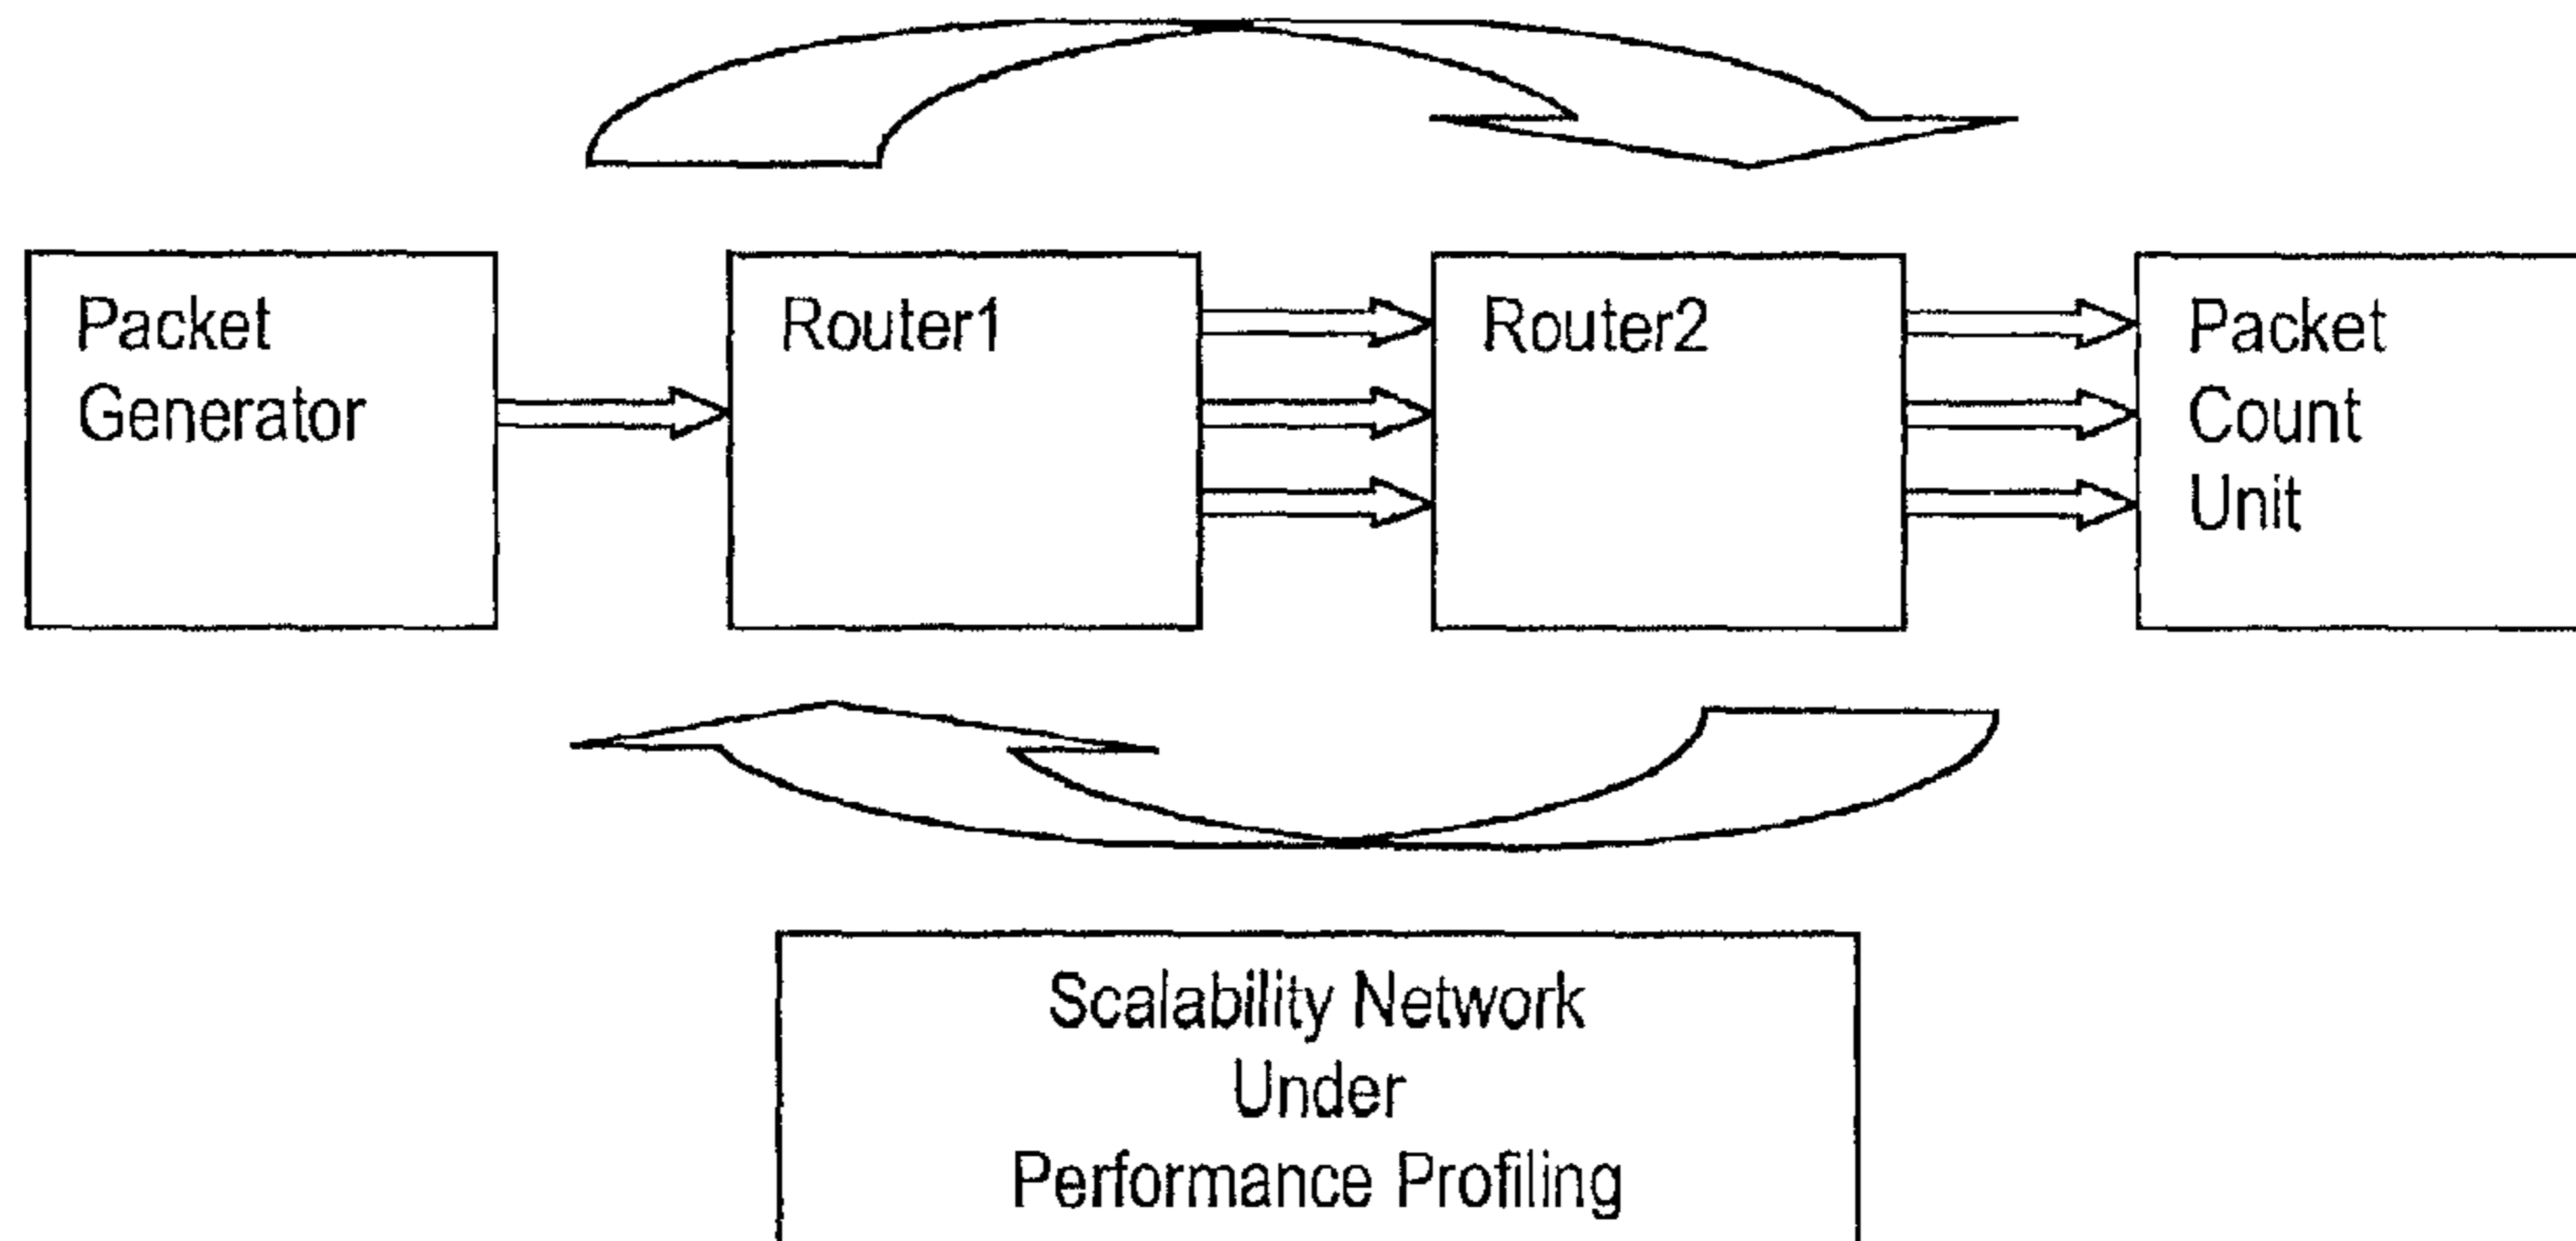 Packet
Generator
Router1
Router2
Packet
Count
Unit
Scalability Network
Under
Performance Profiling